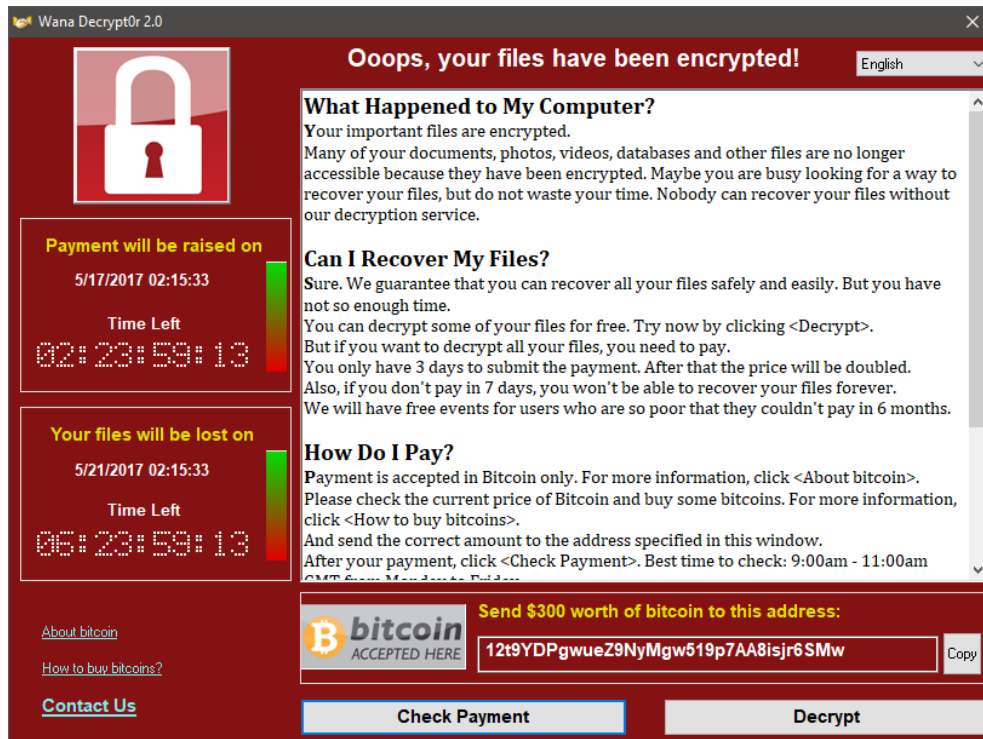 Wana Decrypt0r 2.0
Ooops, your files have been encrypted!
English
Payment will be raised on
5/17/2017 02:15:33
Time Left
02:23:59:13
Your files will be lost on
5/21/2017 02:15:33
Time Left
06:23:59:13
About bitcoin
How to buy bitcoins?
Contact Us
What Happened to My Computer?
Your important files are encrypted.
Many of your documents, photos, videos, databases and other files are no longer
accessible because they have been encrypted. Maybe you are busy looking for a way to
recover your files, but do not waste your time. Nobody can recover your files without
our decryption service.
Can I Recover My Files?
Sure. We guarantee that you can recover all your files safely and easily. But you have
not so enough time.
You can decrypt some of your files for free. Try now by clicking <Decrypt>.
But if you want to decrypt all your files, you need to pay.
You only have 3 days to submit the payment. After that the price will be doubled.
Also, if you don't pay in 7 days, you won't be able to recover your files forever.
We will have free events for users who are so poor that they couldn't pay in 6 months.
How Do I Pay?
Payment is accepted in Bitcoin only. For more information, click <About bitcoin>.
Please check the current price of Bitcoin and buy some bitcoins. For more information,
click <How to buy bitcoins>.
And send the correct amount to the address specified in this window.
After your payment, click <Check Payment>. Best time to check: 9:00am - 11:00am
GMT from Monday to Friday.
bitcoin
ACCEPTED HERE
Send $300 worth of bitcoin to this address:
12t9YDPgwueZ9NyMgw519p7AA8isjr6SMw
Copy
Check Payment
Decrypt